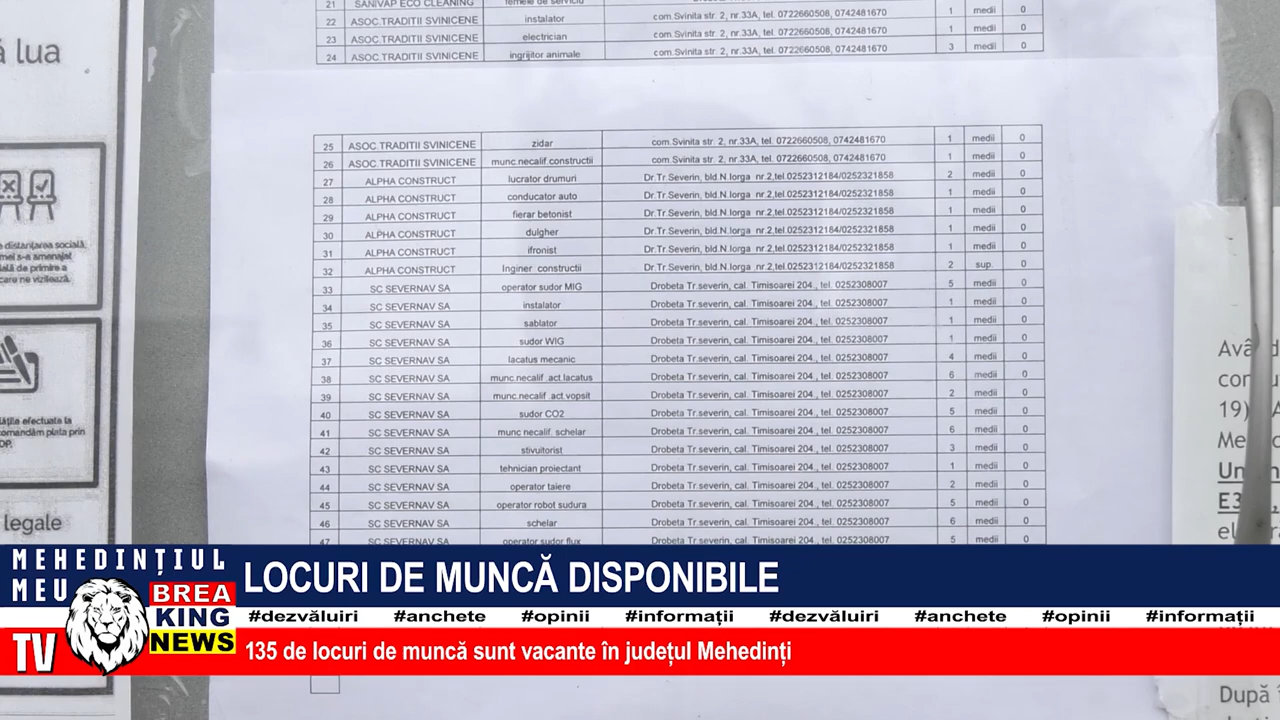 21 SANIVAP ECO CLEANING femeie de serviciu
22 ASOC.TRADITII SVINICENE instalator com.Svinita str. 2, nr.33A, tel. 0722660508, 0742481670 1 medii 0
23 ASOC.TRADITII SVINICENE electrician com.Svinita str. 2, nr.33A, tel. 0722660508, 0742481670 1 medii 0
24 ASOC.TRADITII SVINICENE ingrijitor animale com.Svinita str. 2, nr.33A, tel. 0722660508, 0742481670 3 medii 0
25 ASOC.TRADITII SVINICENE zidar com.Svinita str. 2, nr.33A, tel. 0722660508, 0742481670 1 medii 0
26 ASOC.TRADITII SVINICENE munc.necalif.constructii com.Svinita str. 2, nr.33A, tel. 0722660508, 0742481670 1 medii 0
27 ALPHA CONSTRUCT lucrator drumuri Dr.Tr.Severin, bld.N.Iorga nr.2,tel.0252312184/0252321858 2 medii 0
28 ALPHA CONSTRUCT conducator auto Dr.Tr.Severin, bld.N.Iorga nr.2,tel.0252312184/0252321858 1 medii 0
29 ALPHA CONSTRUCT fierar betonist Dr.Tr.Severin, bld.N.Iorga nr.2,tel.0252312184/0252321858 1 medii 0
30 ALPHA CONSTRUCT dulgher Dr.Tr.Severin, bld.N.Iorga nr.2,tel.0252312184/0252321858 1 medii 0
31 ALPHA CONSTRUCT ifronist Dr.Tr.Severin, bld.N.Iorga nr.2,tel.0252312184/0252321858 1 medii 0
32 ALPHA CONSTRUCT Inginer constructii Dr.Tr.Severin, bld.N.Iorga nr.2,tel.0252312184/0252321858 2 sup. 0
33 SC SEVERNAV SA operator sudor MIG Drobeta Tr.severin, cal. Timisoarei 204., tel. 0252308007 5 medii 0
34 SC SEVERNAV SA instalator Drobeta Tr.severin, cal. Timisoarei 204., tel. 0252308007 1 medii 0
35 SC SEVERNAV SA sablator Drobeta Tr.severin, cal. Timisoarei 204., tel. 0252308007 1 medii 0
36 SC SEVERNAV SA sudor WIG Drobeta Tr.severin, cal. Timisoarei 204., tel. 0252308007 1 medii 0
37 SC SEVERNAV SA lacatus mecanic Drobeta Tr.severin, cal. Timisoarei 204., tel. 0252308007 4 medii 0
38 SC SEVERNAV SA munc.necalif .act.lacatus Drobeta Tr.severin, cal. Timisoarei 204., tel. 0252308007 6 medii 0
39 SC SEVERNAV SA munc.necalif .act.vopsit Drobeta Tr.severin, cal. Timisoarei 204., tel. 0252308007 2 medii 0
40 SC SEVERNAV SA sudor CO2 Drobeta Tr.severin, cal. Timisoarei 204., tel. 0252308007 5 medii 0
41 SC SEVERNAV SA munc.necalif. schelar Drobeta Tr.severin, cal. Timisoarei 204., tel. 0252308007 6 medii 0
42 SC SEVERNAV SA stivuitorist Drobeta Tr.severin, cal. Timisoarei 204., tel. 0252308007 3 medii 0
43 SC SEVERNAV SA tehnician proiectant Drobeta Tr.severin, cal. Timisoarei 204., tel. 0252308007 1 medii 0
44 SC SEVERNAV SA operator taiere Drobeta Tr.severin, cal. Timisoarei 204., tel. 0252308007 2 medii 0
45 SC SEVERNAV SA operator robot sudura Drobeta Tr.severin, cal. Timisoarei 204., tel. 0252308007 5 medii 0
46 SC SEVERNAV SA schelar Drobeta Tr.severin, cal. Timisoarei 204., tel. 0252308007 6 medii 0
47 SC SEVERNAV SA operator sudor flux Drobeta Tr.severin, cal. Timisoarei 204., tel. 0252308007 5 medii 0
lua
distanțarea socială
mei s-a amenajat
de primire a
care ne vizitează.
efectuate la
plata prin
legale
19)
După
MEHEDINȚIUL
MEU
TV
BREA
KING
NEWS
LOCURI DE MUNCĂ DISPONIBILE
#dezvăluiri #anchete #opinii #informații #dezvăluiri #anchete #opinii #informații
135 de locuri de muncă sunt vacante în județul Mehedinți